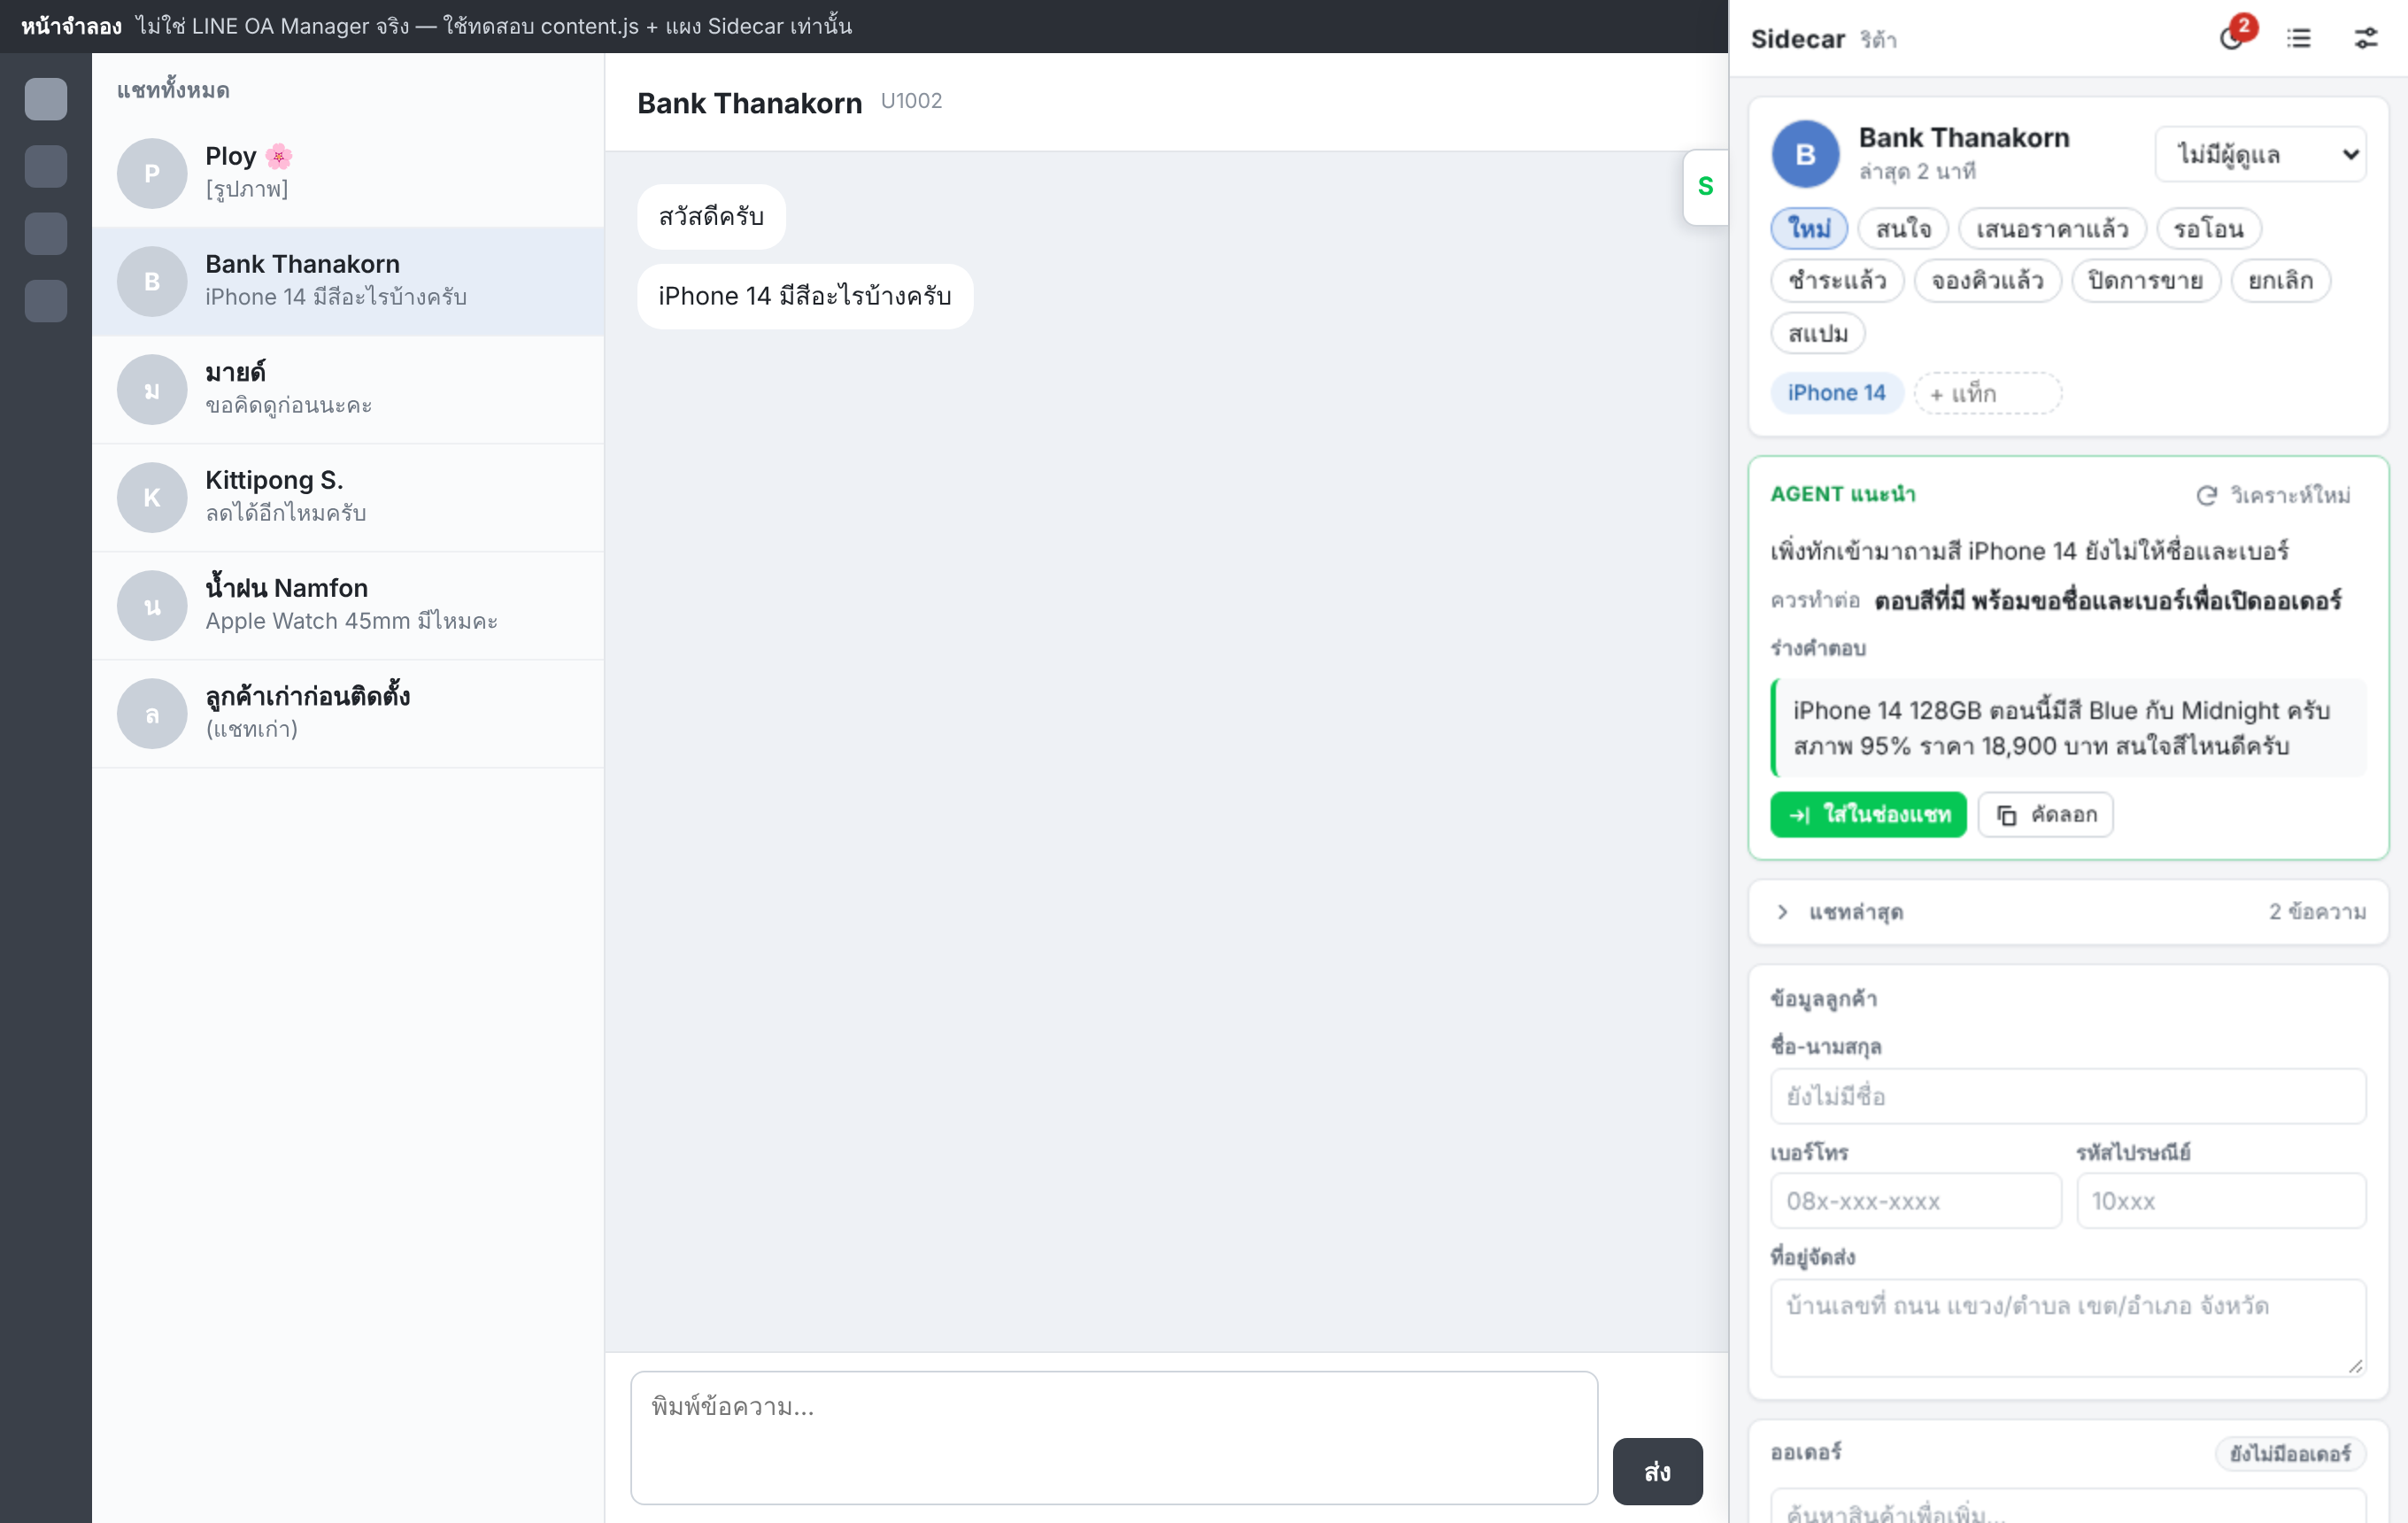 หน้าจำลอง ไม่ใช่ LINE OA Manager จริง — ใช้ทดสอบ content.js + แผง Sidecar เท่านั้น
แชททั้งหมด
P
Ploy 🌸
[รูปภาพ]
B
Bank Thanakorn
iPhone 14 มีสีอะไรบ้างครับ
ม
มายด์
ขอคิดดูก่อนนะคะ
K
Kittipong S.
ลดได้อีกไหมครับ
น
น้ำฝน Namfon
Apple Watch 45mm มีไหมคะ
ล
ลูกค้าเก่าก่อนติดตั้ง
(แชทเก่า)
Bank Thanakorn U1002
สวัสดีครับ
iPhone 14 มีสีอะไรบ้างครับ
S
พิมพ์ข้อความ...
ส่ง
Sidecar ริต้า
2
B
Bank Thanakorn
ล่าสุด 2 นาที
ไม่มีผู้ดูแล
ใหม่ สนใจ เสนอราคาแล้ว รอโอน
ชำระแล้ว จองคิวแล้ว ปิดการขาย ยกเลิก
สแปม
iPhone 14 + แท็ก
AGENT แนะนำ วิเคราะห์ใหม่
เพิ่งทักเข้ามาถามสี iPhone 14 ยังไม่ให้ชื่อและเบอร์
ควรทำต่อ ตอบสีที่มี พร้อมขอชื่อและเบอร์เพื่อเปิดออเดอร์
ร่างคำตอบ
iPhone 14 128GB ตอนนี้มีสี Blue กับ Midnight ครับ
สภาพ 95% ราคา 18,900 บาท สนใจสีไหนดีครับ
ใส่ในช่องแชท คัดลอก
แชทล่าสุด 2 ข้อความ
ข้อมูลลูกค้า
ชื่อ-นามสกุล
ยังไม่มีชื่อ
เบอร์โทร รหัสไปรษณีย์
08x-xxx-xxxx 10xxx
ที่อยู่จัดส่ง
บ้านเลขที่ ถนน แขวง/ตำบล เขต/อำเภอ จังหวัด
ออเดอร์ ยังไม่มีออเดอร์
ค้นหาสินค้าเพื่อเพิ่ม...